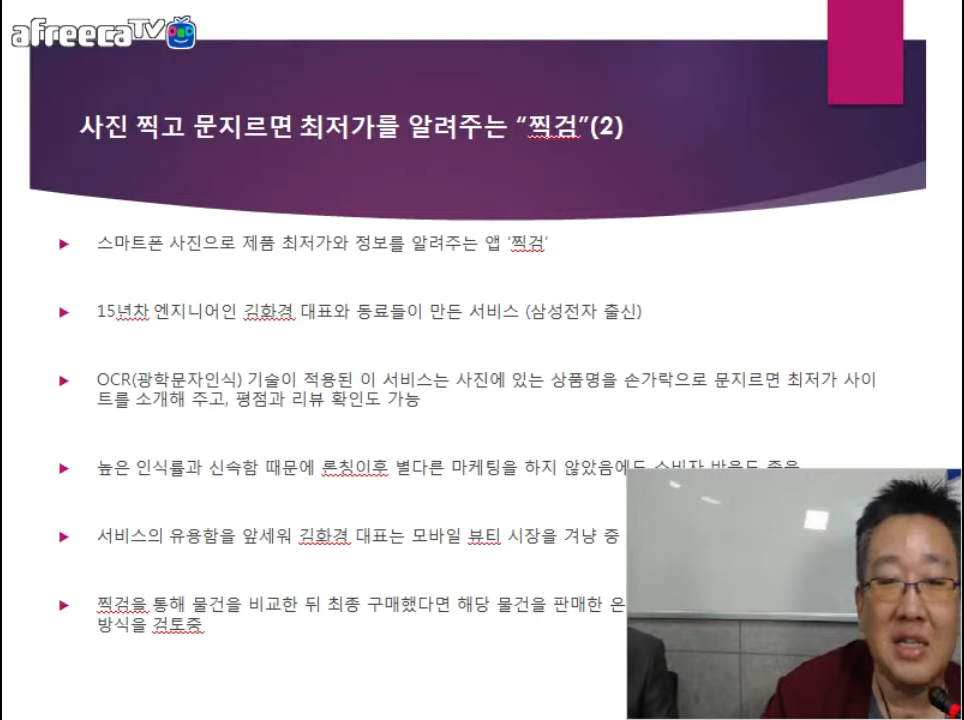 afreecaTV
사진 찍고 문지르면 최저가를 알려주는 “찍검”(2)
스마트폰 사진으로 제품 최저가와 정보를 알려주는 앱 ‘찍검’
15년차 엔지니어인 김화경 대표와 동료들이 만든 서비스 (삼성전자 출신)
OCR(광학문자인식) 기술이 적용된 이 서비스는 사진에 있는 상품명을 손가락으로 문지르면 최저가 사이
트를 소개해 주고, 평점과 리뷰 확인도 가능
높은 인식률과 신속함 때문에 론칭이후 별다른 마케팅을 하지 않았음에도 소비자 반응도 좋음
서비스의 유용함을 앞세워 김화경 대표는 모바일 뷰티 시장을 겨냥 중
찍검을 통해 물건을 비교한 뒤 최종 구매했다면 해당 물건을 판매한 온
방식을 검토중